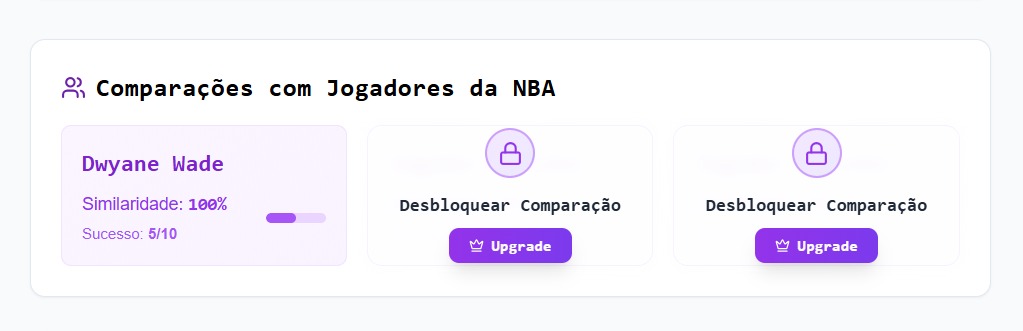 Comparações com Jogadores da NBA
Dwyane Wade
Similaridade: 100%
Sucesso: 5/10
Desbloquear Comparação
Upgrade
Desbloquear Comparação
Upgrade